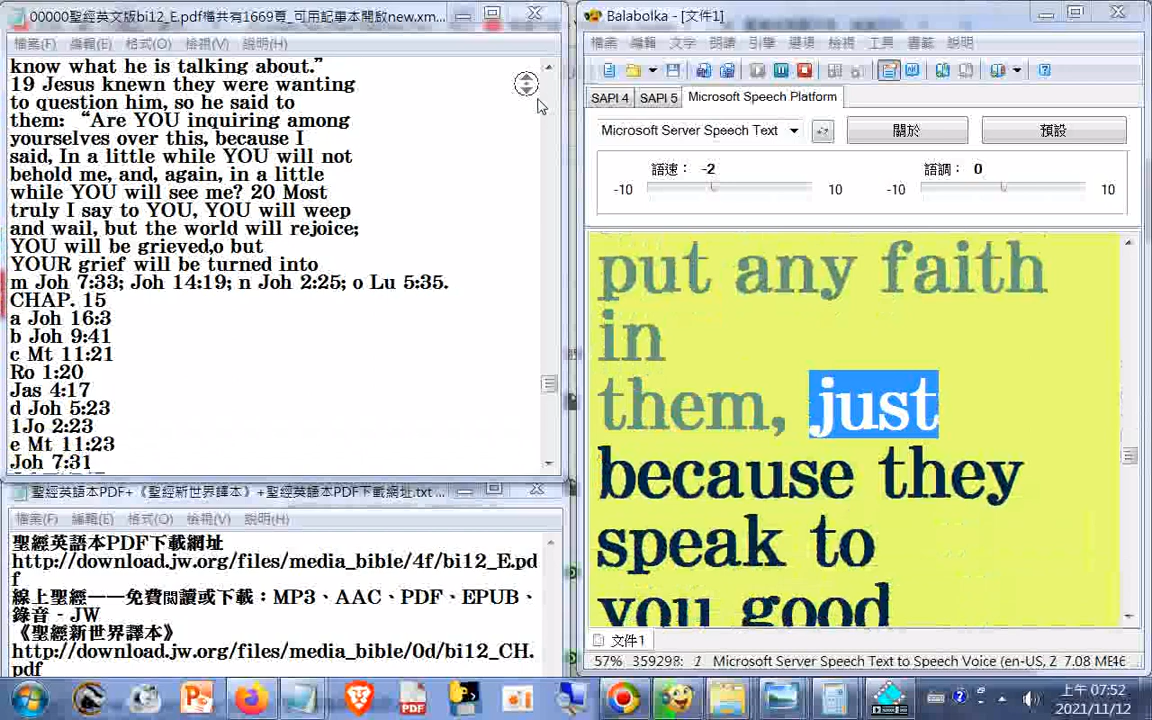 00000聖經英文版bi12_E.pdf檔共有1669頁_可用記事本開啟new.xm...
檔案(F) 編輯(E) 格式(O) 檢視(V) 說明(H)
know what he is talking about.”
19 Jesus knewn they were wanting
to question him, so he said to
them: “Are YOU inquiring among
yourselves over this, because I
said, In a little while YOU will not
behold me, and, again, in a little
while YOU will see me? 20 Most
truly I say to YOU, YOU will weep
and wail, but the world will rejoice;
YOU will be grieved,o but
YOUR grief will be turned into
m Joh 7:33; Joh 14:19; n Joh 2:25; o Lu 5:35.
CHAP. 15
a Joh 16:3
b Joh 9:41
c Mt 11:21
Ro 1:20
Jas 4:17
d Joh 5:23
1Jo 2:23
e Mt 11:23
Joh 7:31
聖經英語本PDF+《聖經新世界譯本》+聖經英語本PDF下載網址.txt ...
檔案(F) 編輯(E) 格式(O) 檢視(V) 說明(H)
聖經英語本PDF下載網址
http://download.jw.org/files/media_bible/4f/bi12_E.pd
f
線上聖經——免費閱讀或下載：MP3、AAC、PDF、EPUB、
錄音 - JW
《聖經新世界譯本》
http://download.jw.org/files/media_bible/0d/bi12_CH.
pdf
Balabolka - [文件1]
檔案 編輯 文字 朗讀 引擎 選項 檢視 工具 書籤 說明
SAPI 4 SAPI 5 Microsoft Speech Platform
Microsoft Server Speech Text 關於 預設
語速： -2 語調： 0
-10 10 -10 10
put any faith
in
them, just
because they
speak to
you good
文件1
57% 359298: Microsoft Server Speech Text to Speech Voice (en-US, Z 7.08 ME46
上午 07:52
2021/11/12